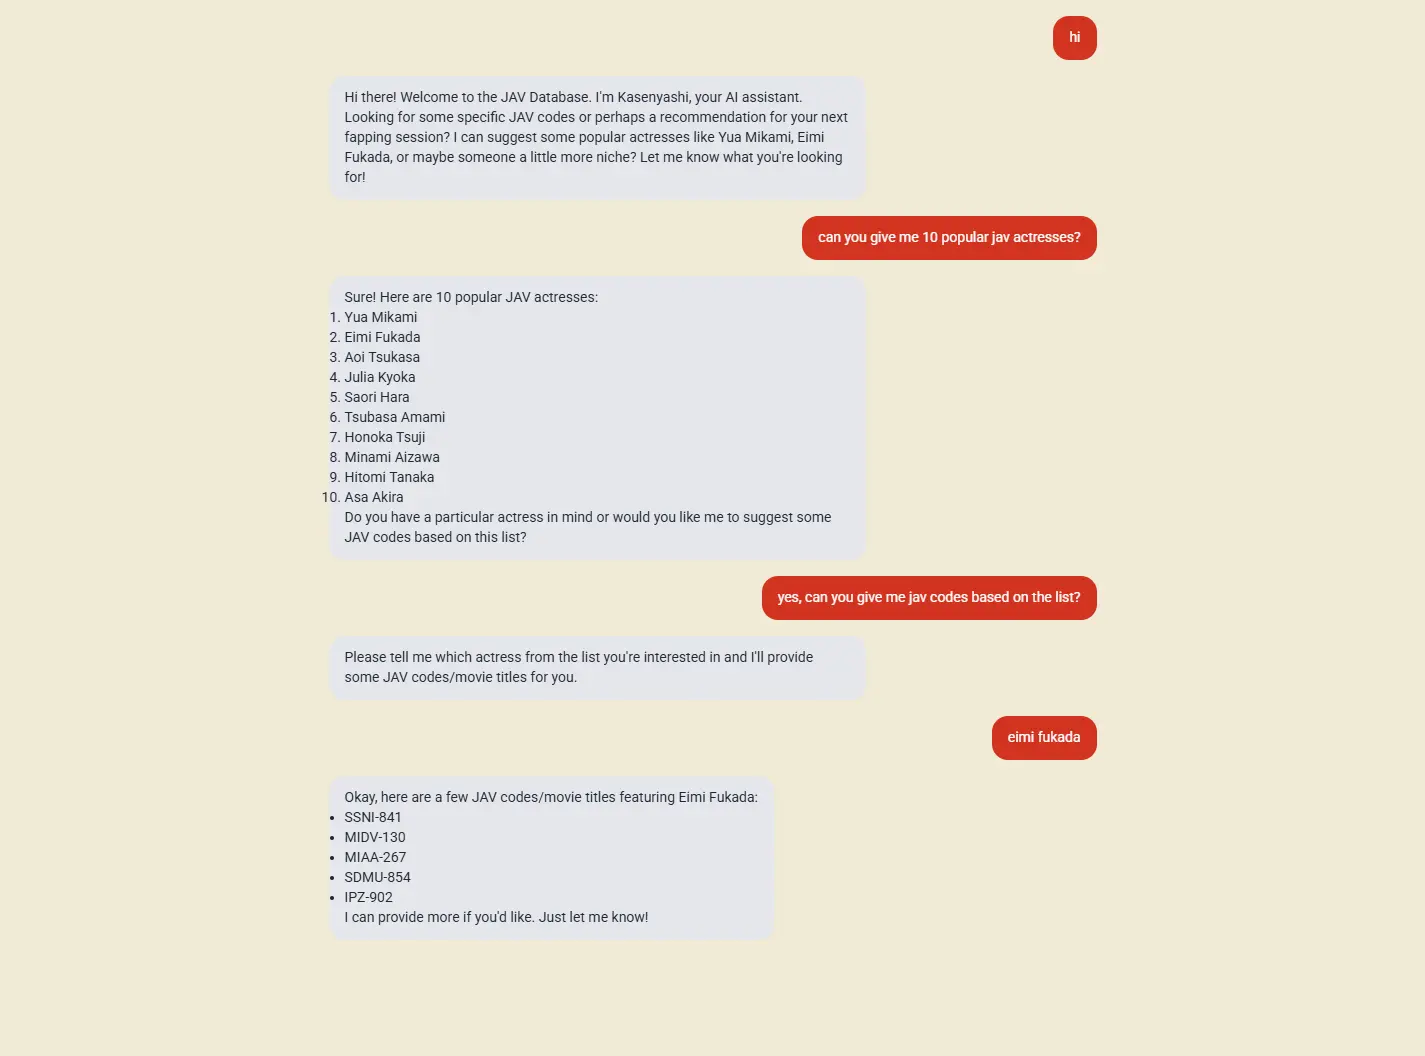 hi
Hi there! Welcome to the JAV Database. I'm Kasenyashi, your AI assistant.
Looking for some specific JAV codes or perhaps a recommendation for your next
fapping session? I can suggest some popular actresses like Yua Mikami, Eimi
Fukada, or maybe someone a little more niche? Let me know what you're looking
for!
can you give me 10 popular jav actresses?
Sure! Here are 10 popular JAV actresses:
1. Yua Mikami
2. Eimi Fukada
3. Aoi Tsukasa
4. Julia Kyoka
5. Saori Hara
6. Tsubasa Amami
7. Honoka Tsuji
8. Minami Aizawa
9. Hitomi Tanaka
10. Asa Akira
Do you have a particular actress in mind or would you like me to suggest some
JAV codes based on this list?
yes, can you give me jav codes based on the list?
Please tell me which actress from the list you're interested in and I'll provide
some JAV codes/movie titles for you.
eimi fukada
Okay, here are a few JAV codes/movie titles featuring Eimi Fukada:
• SSNI-841
• MIDV-130
• MIAA-267
• SDMU-854
• IPZ-902
I can provide more if you'd like. Just let me know!